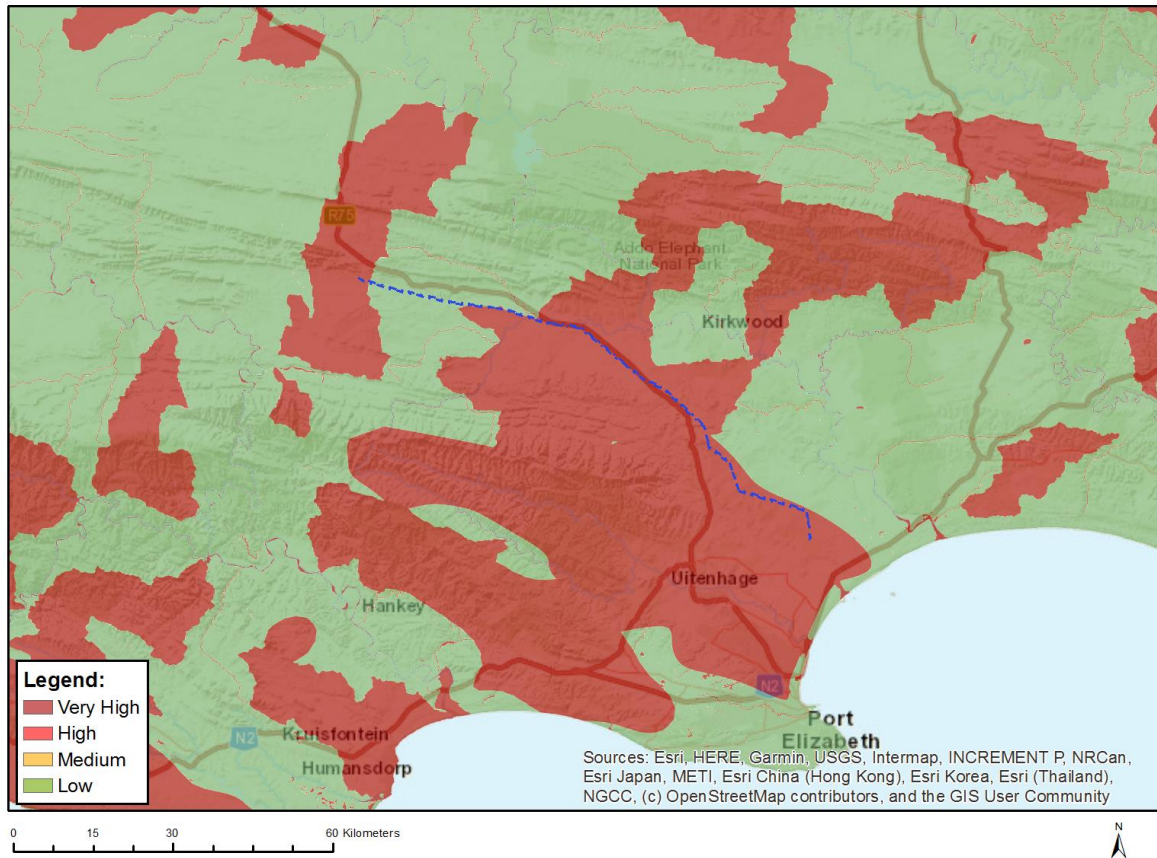 R75
Addo Elephant
National Park
Kirkwood
Uitenhage
Hankey
Legend:
Very High
High
Medium
Low
N2
Kruisfontein
Humansdorp
N2
Port
Elizabeth
Sources: Esri, HERE, Garmin, USGS, Intermap, INCREMENT P, NRCan,
Esri Japan, METI, Esri China (Hong Kong), Esri Korea, Esri (Thailand),
NGCC, (c) OpenStreetMap contributors, and the GIS User Community
0 15 30 60 Kilometers
N